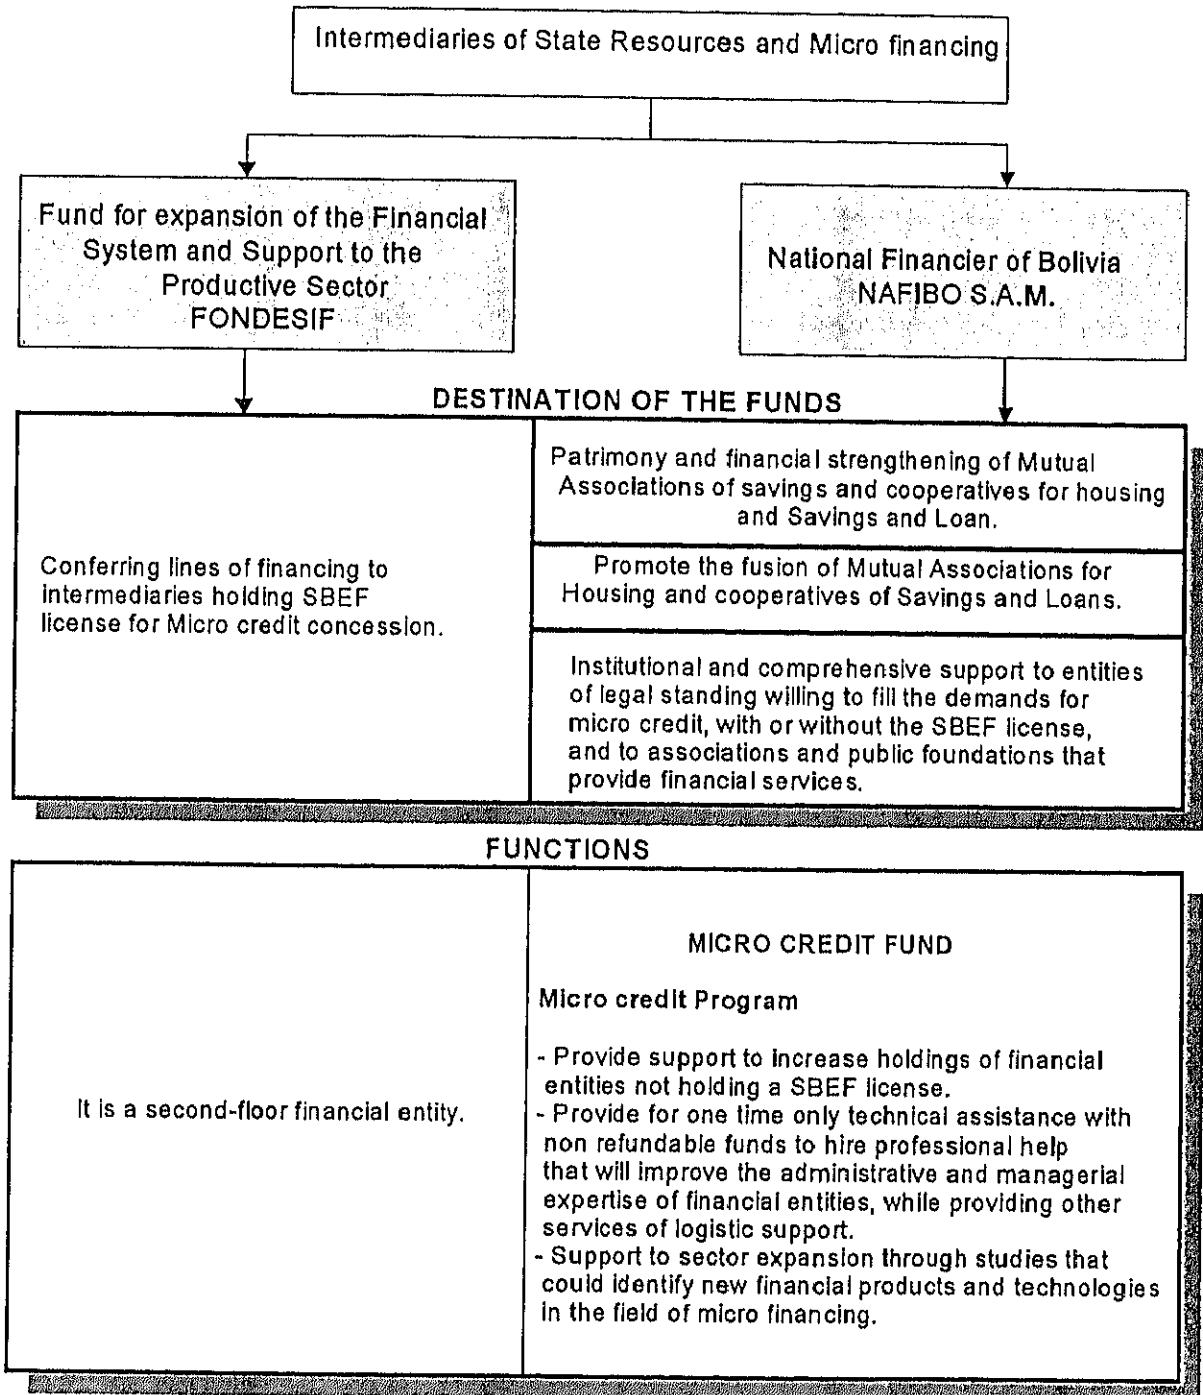 Intermediaries of State Resources and Micro financing
Fund for expansion of the Financial
System and Support to the
Productive Sector
FONDESIF
National Financier of Bolivia
NAFIBO S.A.M.
DESTINATION OF THE FUNDS
Conferring lines of financing to
intermediaries holding SBEF
license for Micro credit concession.
Patrimony and financial strengthening of Mutual
Associations of savings and cooperatives for housing
and Savings and Loan.
Promote the fusion of Mutual Associations for
Housing and cooperatives of Savings and Loans.
Institutional and comprehensive support to entities
of legal standing willing to fill the demands for
micro credit, with or without the SBEF license,
and to associations and public foundations that
provide financial services.
FUNCTIONS
It is a second-floor financial entity.
MICRO CREDIT FUND
Micro credit Program
- Provide support to increase holdings of financial
entities not holding a SBEF license.
- Provide for one time only technical assistance with
non refundable funds to hire professional help
that will improve the administrative and managerial
expertise of financial entities, while providing other
services of logistic support.
- Support to sector expansion through studies that
could identify new financial products and technologies
in the field of micro financing.